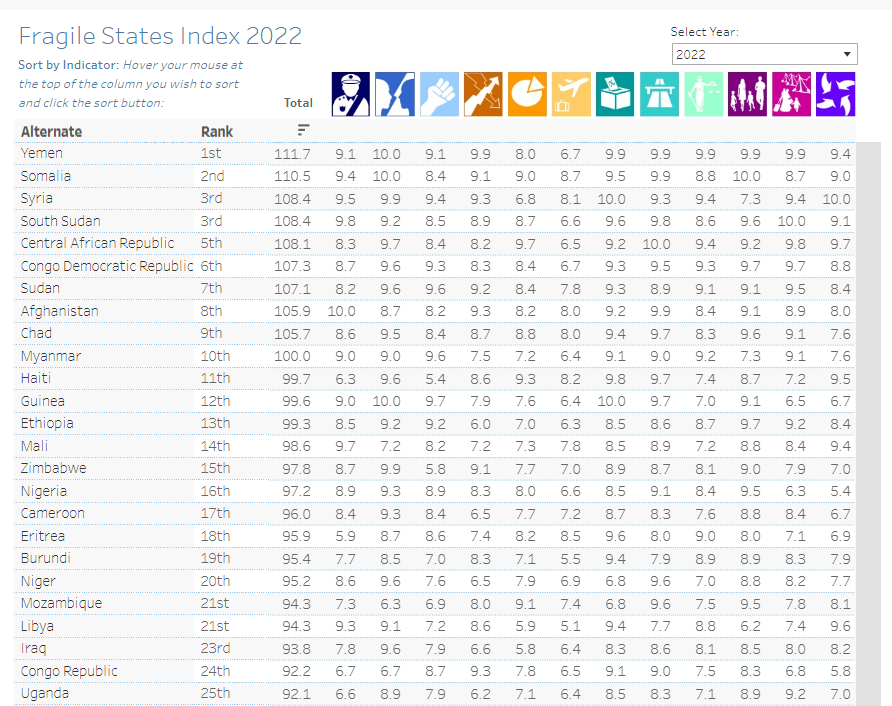 Fragile States Index 2022
Select Year:
2022
Sort by Indicator: Hover your mouse at
the top of the column you wish to sort
and click the sort button:
Total
Alternate Rank
Yemen 1st 111.7 9.1 10.0 9.1 9.9 8.0 6.7 9.9 9.9 9.9 9.9 9.9 9.4
Somalia 2nd 110.5 9.4 10.0 8.4 9.1 9.0 8.7 9.5 9.9 8.8 10.0 8.7 9.0
Syria 3rd 108.4 9.5 9.9 9.4 9.3 6.8 8.1 10.0 9.3 9.4 7.3 9.4 10.0
South Sudan 3rd 108.4 9.8 9.2 8.5 8.9 8.7 6.6 9.6 9.8 8.6 9.6 10.0 9.1
Central African Republic 5th 108.1 8.3 9.7 8.4 8.2 9.7 6.5 9.2 10.0 9.4 9.2 9.8 9.7
Congo Democratic Republic 6th 107.3 8.7 9.6 9.3 8.3 8.4 6.7 9.3 9.5 9.3 9.7 9.7 8.8
Sudan 7th 107.1 8.2 9.6 9.6 9.2 8.4 7.8 9.3 8.9 9.1 9.1 9.5 8.4
Afghanistan 8th 105.9 10.0 8.7 8.2 9.3 8.2 8.0 9.2 9.9 8.4 9.1 8.9 8.0
Chad 9th 105.7 8.6 9.5 8.4 8.7 8.8 8.0 9.4 9.7 8.3 9.6 9.1 7.6
Myanmar 10th 100.0 9.0 9.0 9.6 7.5 7.2 6.4 9.1 9.0 9.2 7.3 9.1 7.6
Haiti 11th 99.7 6.3 9.6 5.4 8.6 9.3 8.2 9.8 9.7 7.4 8.7 7.2 9.5
Guinea 12th 99.6 9.0 10.0 9.7 7.9 7.6 6.4 10.0 9.7 7.0 9.1 6.5 6.7
Ethiopia 13th 99.3 8.5 9.2 9.2 6.0 7.0 6.3 8.5 8.6 8.7 9.7 9.2 8.4
Mali 14th 98.6 9.7 7.2 8.2 7.2 7.3 7.8 8.5 8.9 7.2 8.8 8.4 9.4
Zimbabwe 15th 97.8 8.7 9.9 5.8 9.1 7.7 7.0 8.9 8.7 8.1 9.0 7.9 7.0
Nigeria 16th 97.2 8.9 9.3 8.9 8.3 8.0 6.6 8.5 9.1 8.4 9.5 6.3 5.4
Cameroon 17th 96.0 8.4 9.3 8.4 6.5 7.7 7.2 8.7 8.3 7.6 8.8 8.4 6.7
Eritrea 18th 95.9 5.9 8.7 8.6 7.4 8.2 8.5 9.6 8.0 9.0 8.0 7.1 6.9
Burundi 19th 95.4 7.7 8.5 7.0 8.3 7.1 5.5 9.4 7.9 8.9 8.9 8.3 7.9
Niger 20th 95.2 8.6 9.6 7.6 6.5 7.9 6.9 6.8 9.6 7.0 8.8 8.2 7.7
Mozambique 21st 94.3 7.3 6.3 6.9 8.0 9.1 7.4 6.8 9.6 7.5 9.5 7.8 8.1
Libya 21st 94.3 9.3 9.1 7.2 8.6 5.9 5.1 9.4 7.7 8.8 6.2 7.4 9.6
Iraq 23rd 93.8 7.8 9.6 7.9 6.6 5.8 6.4 8.3 8.6 8.1 8.5 8.0 8.2
Congo Republic 24th 92.2 6.7 6.7 8.7 9.3 7.8 6.5 9.1 9.0 7.5 8.3 6.8 5.8
Uganda 25th 92.1 6.6 8.9 7.9 6.2 7.1 6.4 8.5 8.3 7.1 8.9 9.2 7.0